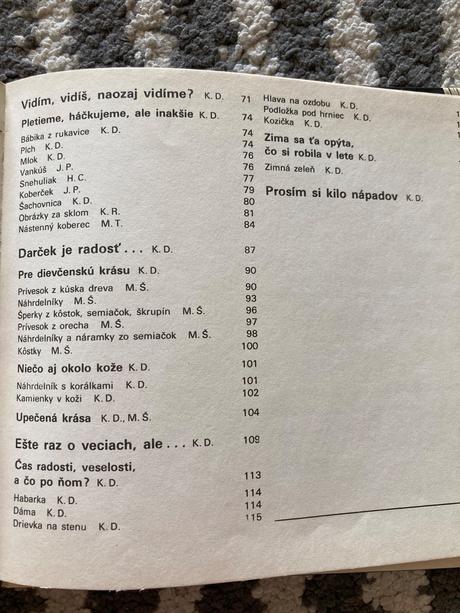 Vidím, vidíš, naozaj vidíme? K. D. 71
Pletieme, háčkujeme, ale inakšie K. D. 74
Bábika z rukavice K. D. 74
Plch K. D. 74
Mlok K. D. 76
Vankúš J. P. 76
Snehuliak H. C. 77
Koberček J. P. 79
Šachovnica K. D. 80
Obrázky za sklom K. R. 81
Nástenný koberec M. T. 84
Darček je radosť... K. D. 87
Pre dievčenskú krásu K. D. 90
Prívesok z kúska dreva M. Š. 90
Náhrdelníky M. Š. 93
Šperky z kôstok, semiačok, škrupín M. Š. 96
Prívesok z orecha M. Š. 97
Náhrdelníky a náramky zo semiačok M. Š. 98
Kôstky M. Š. 100
Niečo aj okolo kože K. D. 101
Náhrdelník s korálkami K. D. 101
Kamienky v koži K. D. 102
Upečená krása K. D., M. Š. 104
Ešte raz o veciach, ale... K. D. 109
Čas radosti, veselosti,
a čo po ňom? K. D. 113
Habarka K. D. 114
Dáma K. D. 114
Drievka na stenu K. D. 115
Hlava na ozdobu K. D.
Podložka pod hrniec K. D.
Kozička K. D.
Zima sa ťa opýta,
čo si robila v lete K. D.
Zimná zeleň K. D.
Prosím si kilo nápadov K. D.